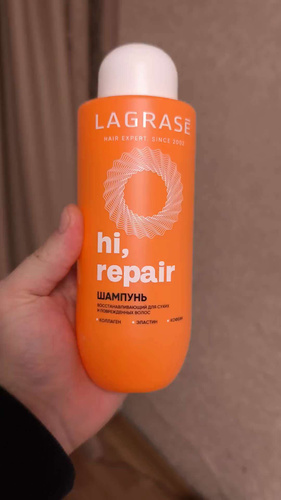 LAGRASE
HAIR EXPERT. SINCE 2002
hi,
repair
ШАМПУНЬ
ВОССТАНАВЛИВАЮЩИЙ ДЛЯ СУХИХ
И ПОВРЕЖДЕННЫХ ВОЛОС
• КОЛЛАГЕН • ЭЛАСТИН